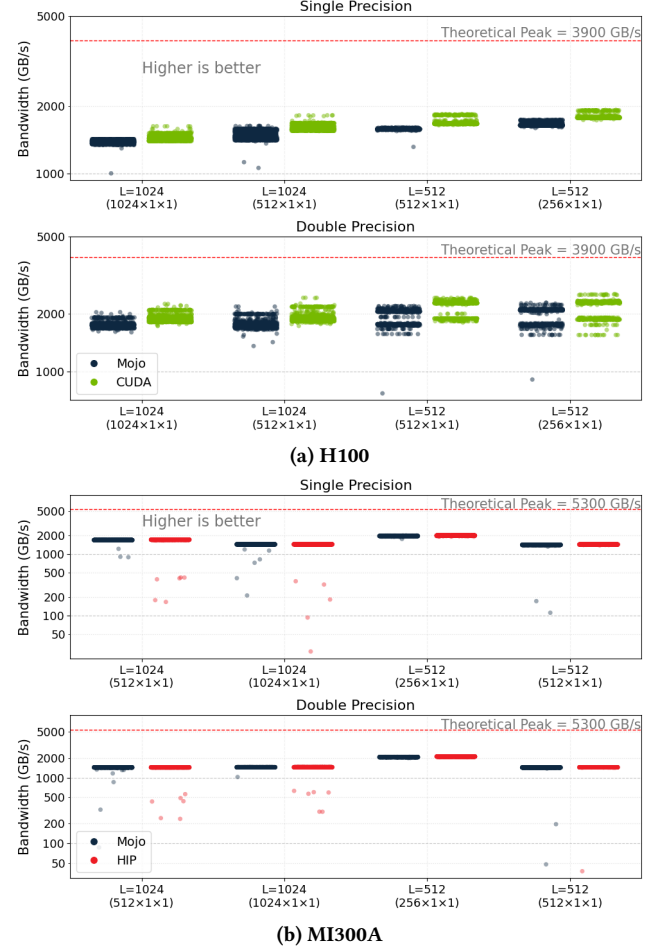 Single Precision
5000
Theoretical Peak = 3900 GB/s
Higher is better
2000
1000
Bandwidth (GB/s)
L=1024 L=1024 L=512 L=512
(1024×1×1) (512×1×1) (512×1×1) (256×1×1)
Double Precision
5000
Theoretical Peak = 3900 GB/s
2000
1000
Bandwidth (GB/s)
Mojo
CUDA
L=1024 L=1024 L=512 L=512
(1024×1×1) (512×1×1) (512×1×1) (256×1×1)
(a) H100
Single Precision
Theoretical Peak = 5300 GB/s
5000
Higher is better
2000
1000
500
200
100
50
Bandwidth (GB/s)
L=1024 L=1024 L=512 L=512
(512×1×1) (1024×1×1) (256×1×1) (512×1×1)
Double Precision
Theoretical Peak = 5300 GB/s
5000
2000
1000
500
200
100
50
Bandwidth (GB/s)
Mojo
HIP
L=1024 L=1024 L=512 L=512
(512×1×1) (1024×1×1) (256×1×1) (512×1×1)
(b) MI300A